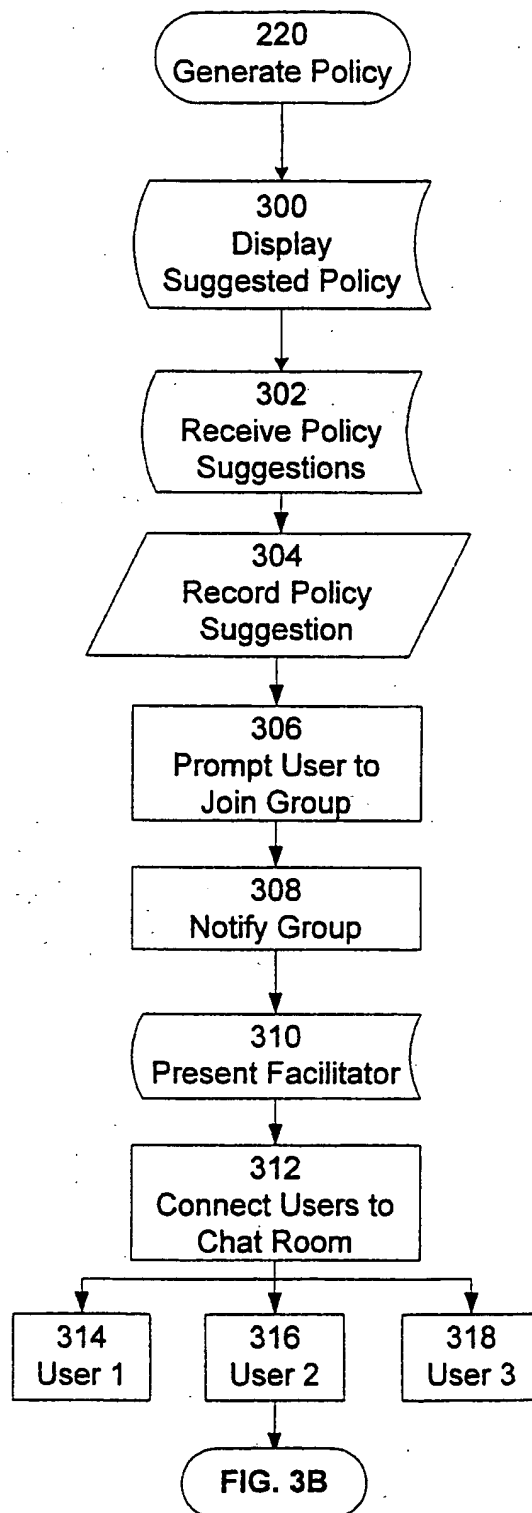 220
Generate Policy
300
Display
Suggested Policy
302
Receive Policy
Suggestions
304
Record Policy
Suggestion
306
Prompt User to
Join Group
308
Notify Group
310
Present Facilitator
312
Connect Users to
Chat Room
314
User 1
316
User 2
318
User 3
FIG. 3B